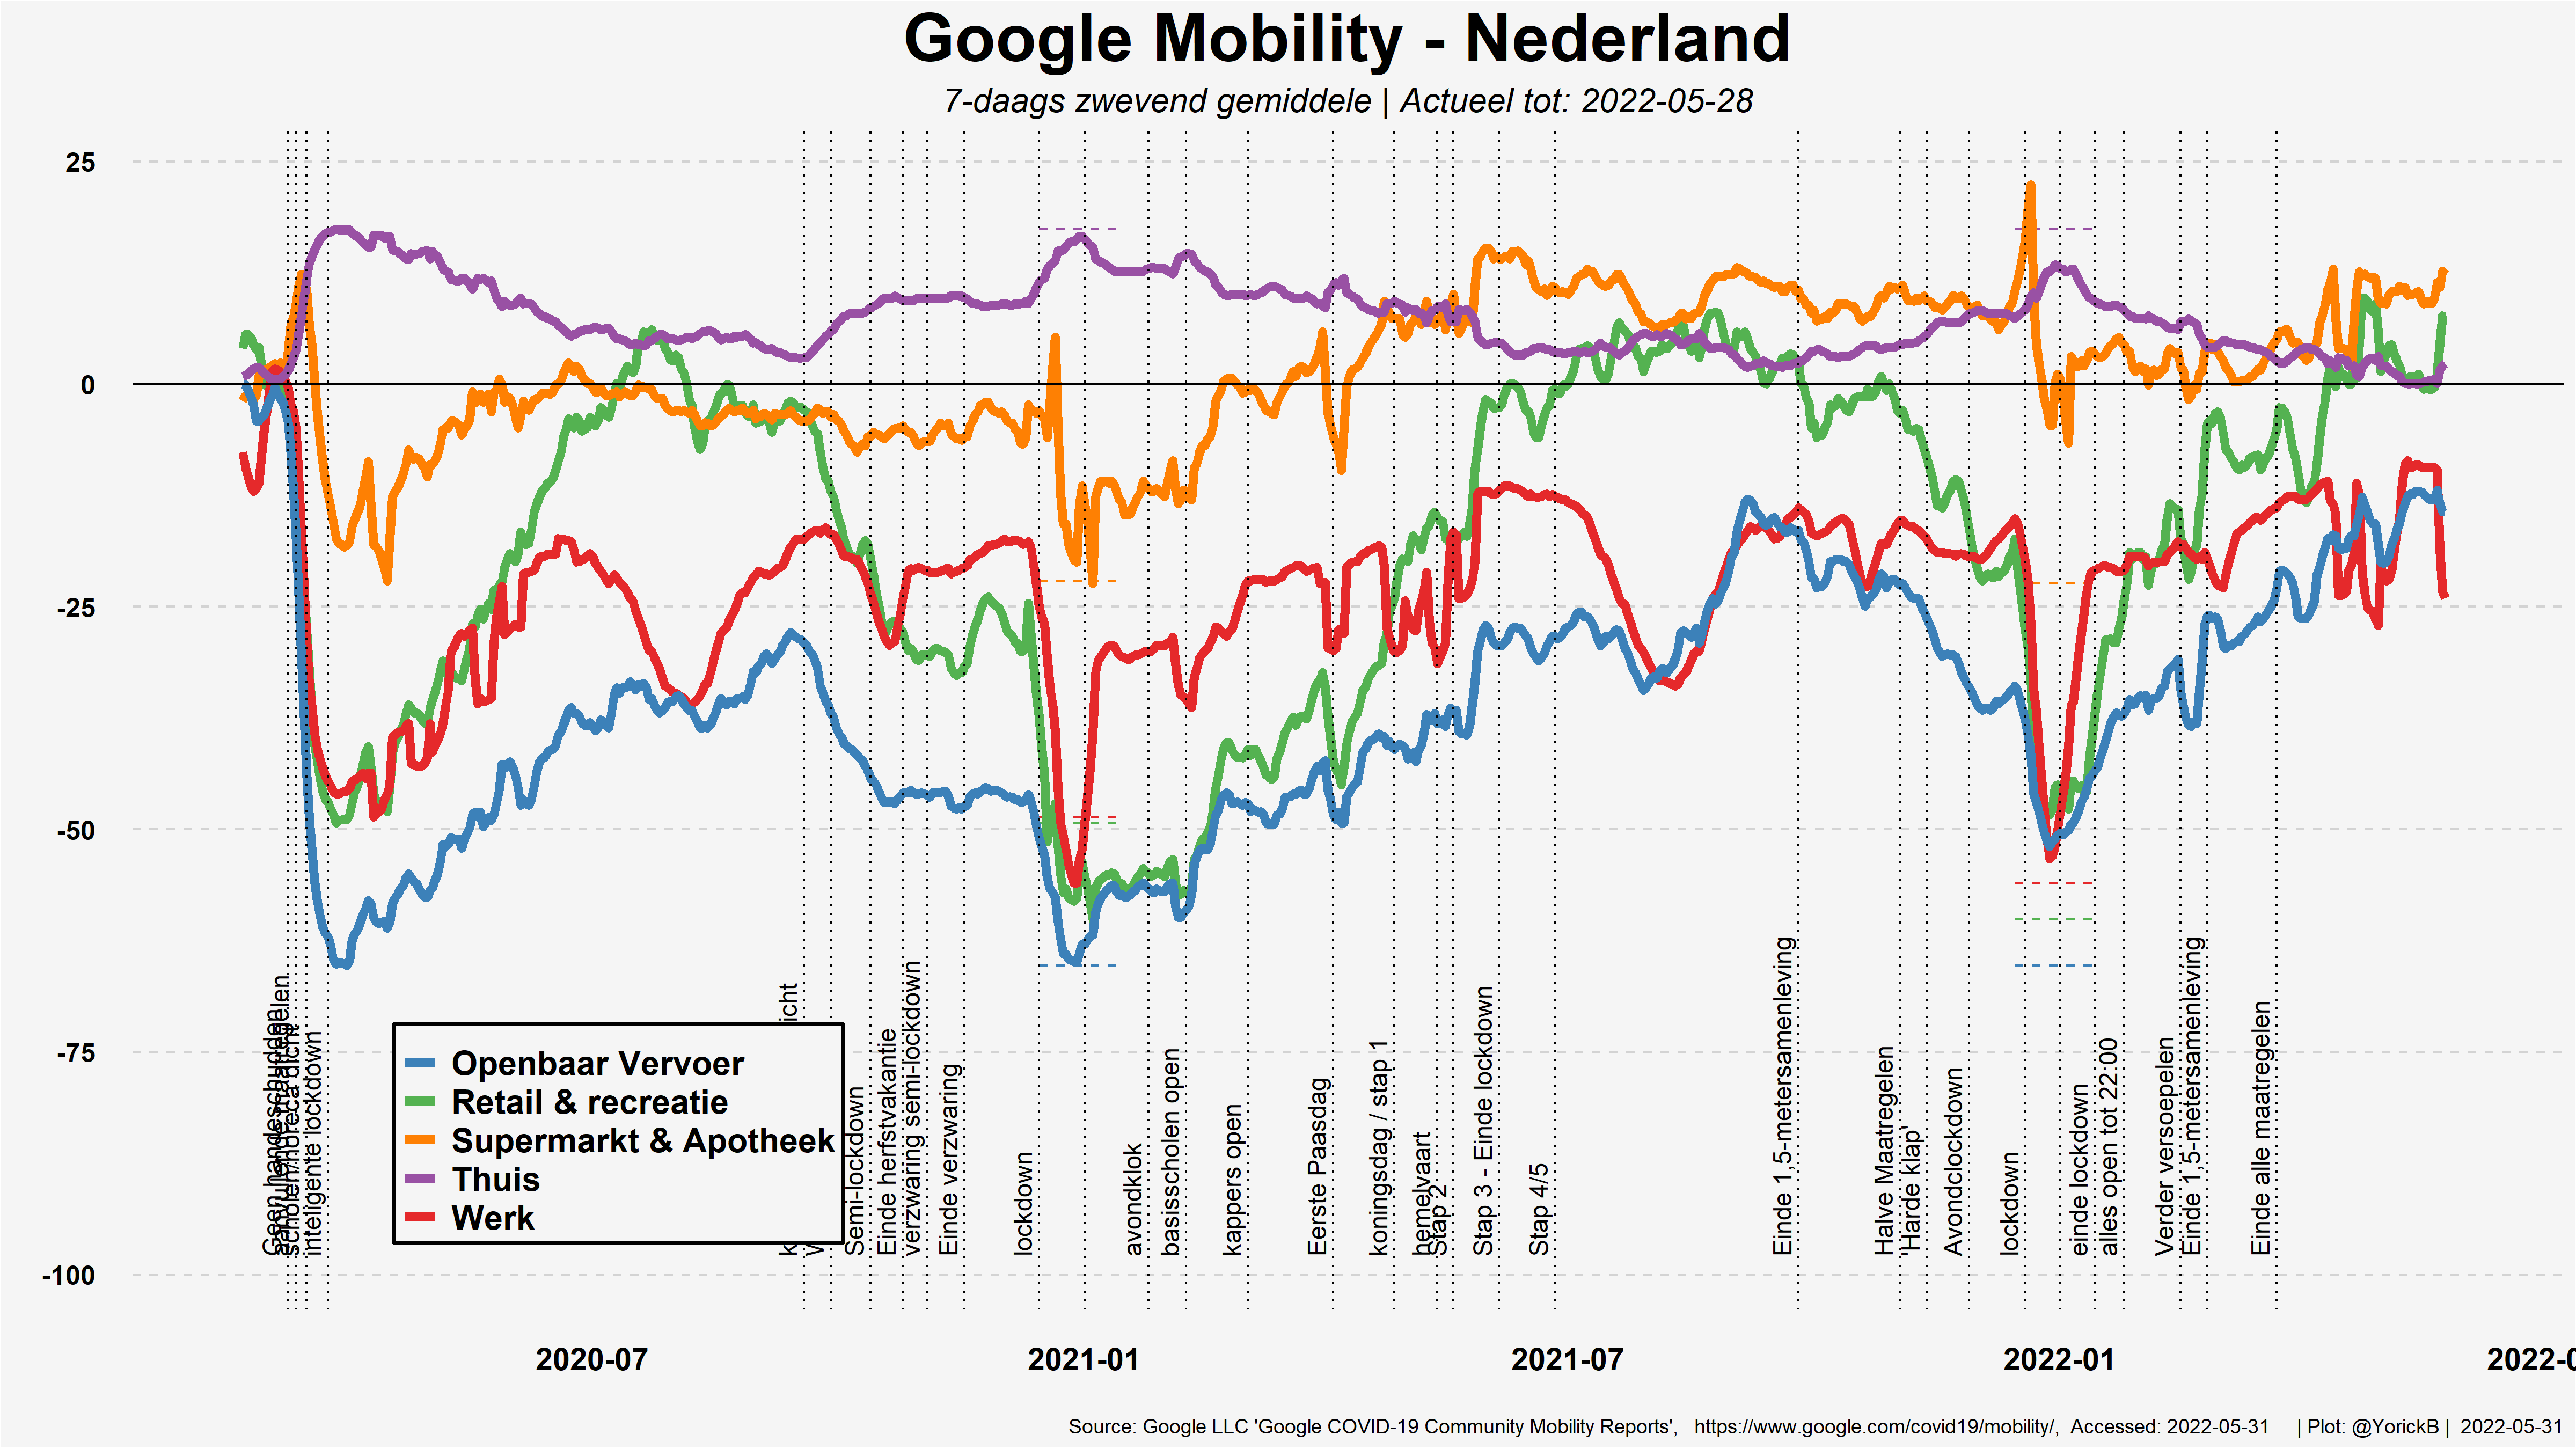 Google Mobility - Nederland
7-daags zwevend gemiddele | Actueel tot: 2022-05-28
25
0
-25
-50
-75
-100
inteligente lockdown
Openbaar Vervoer
Retail & recreatie
Supermarkt & Apotheek
Thuis
Werk
Semi-lockdown
Einde herfstvakantie
verzwaring semi-lockdown
Einde verzwaring
lockdown
avondklok
basisscholen open
kappers open
Eerste Paasdag
koningsdag / stap 1
hemelvaart
Stap 2
Stap 3 - Einde lockdown
Stap 4/5
Einde 1,5-metersamenleving
Halve Maatregelen
'Harde klap'
Avondclockdown
lockdown
einde lockdown
alles open tot 22:00
Verder versoepelen
Einde 1,5-metersamenleving
Einde alle maatregelen
2020-07
2021-01
2021-07
2022-01
Source: Google LLC 'Google COVID-19 Community Mobility Reports', https://www.google.com/covid19/mobility/, Accessed: 2022-05-31 | Plot: @YorickB | 2022-05-31